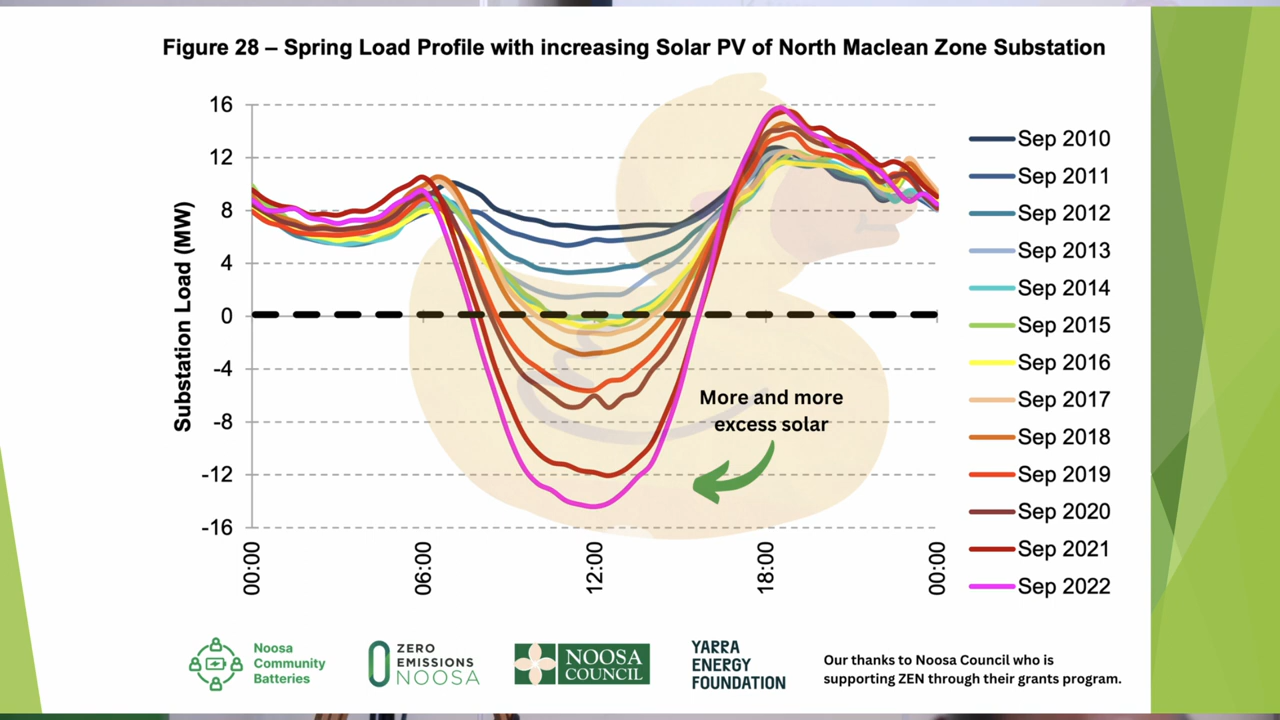 Figure 28 – Spring Load Profile with increasing Solar PV of North Maclean Zone Substation
Substation Load (MW)
16
12
8
4
0
-4
-8
-12
-16
00:00
06:00
12:00
18:00
00:00
More and more
excess solar
Sep 2010
Sep 2011
Sep 2012
Sep 2013
Sep 2014
Sep 2015
Sep 2016
Sep 2017
Sep 2018
Sep 2019
Sep 2020
Sep 2021
Sep 2022
Noosa
Community
Batteries
ZERO
EMISSIONS
NOOSA
NOOSA
COUNCIL
YARRA
ENERGY
FOUNDATION
Our thanks to Noosa Council who is
supporting ZEN through their grants program.